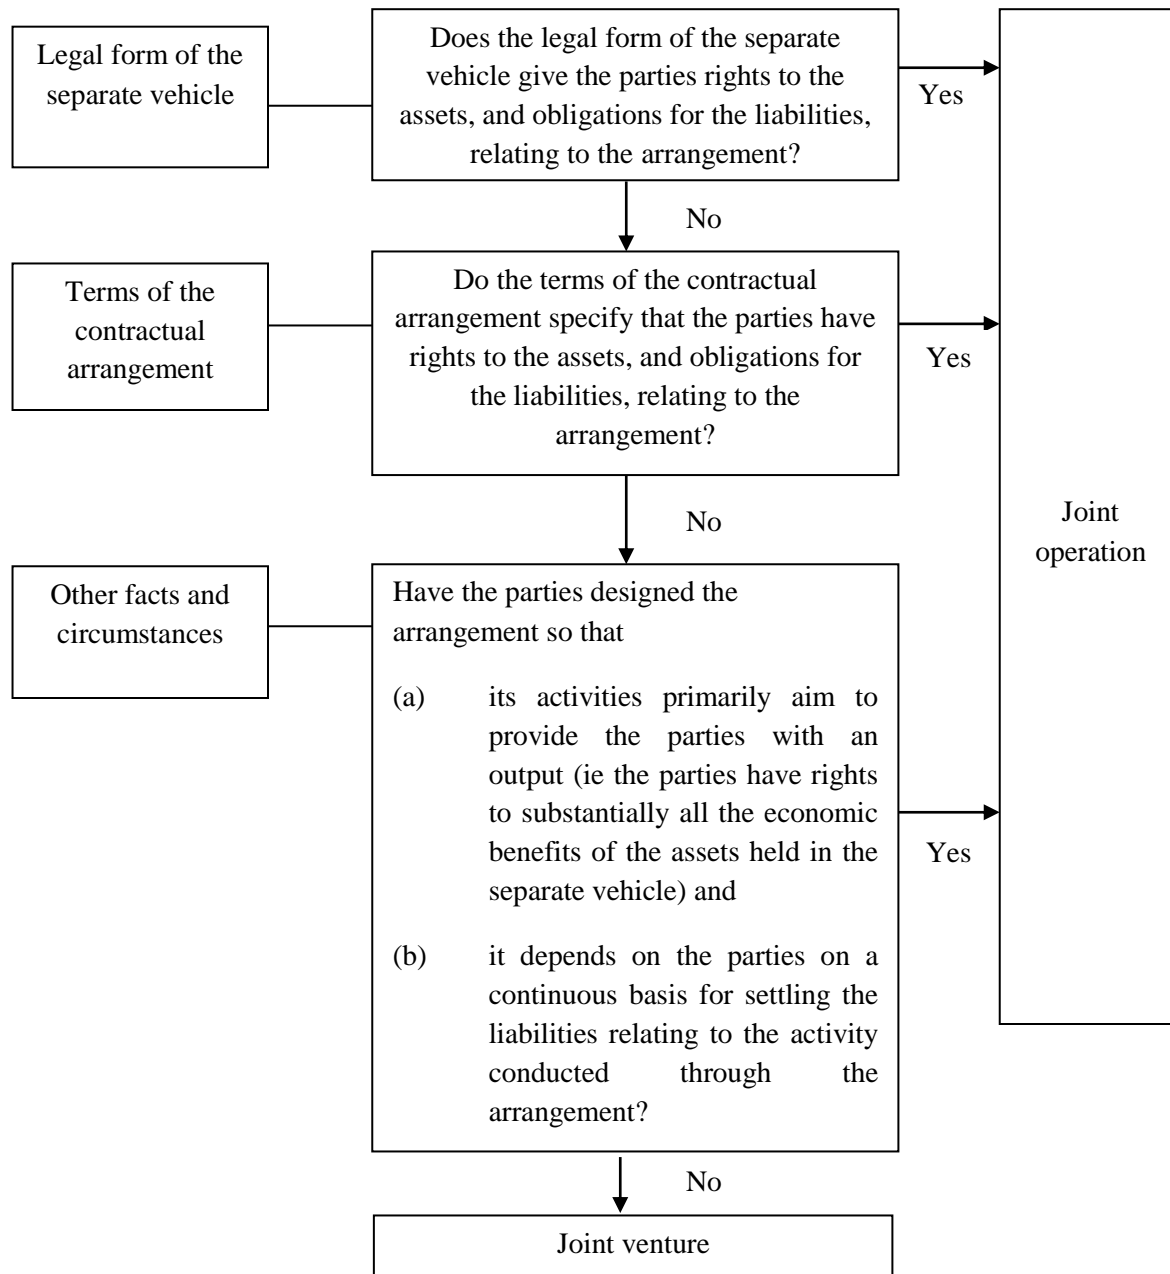 Legal form of the
separate vehicle
Does the legal form of the separate
vehicle give the parties rights to the
assets, and obligations for the liabilities,
relating to the arrangement?
Yes
No
Terms of the
contractual
arrangement
Do the terms of the contractual
arrangement specify that the parties have
rights to the assets, and obligations for
the liabilities, relating to the
arrangement?
Yes
No
Joint
operation
Other facts and
circumstances
Have the parties designed the
arrangement so that
(a) its activities primarily aim to
provide the parties with an
output (ie the parties have rights
to substantially all the economic
benefits of the assets held in the
separate vehicle) and
Yes
(b) it depends on the parties on a
continuous basis for settling the
liabilities relating to the activity
conducted through the
arrangement?
No
Joint venture